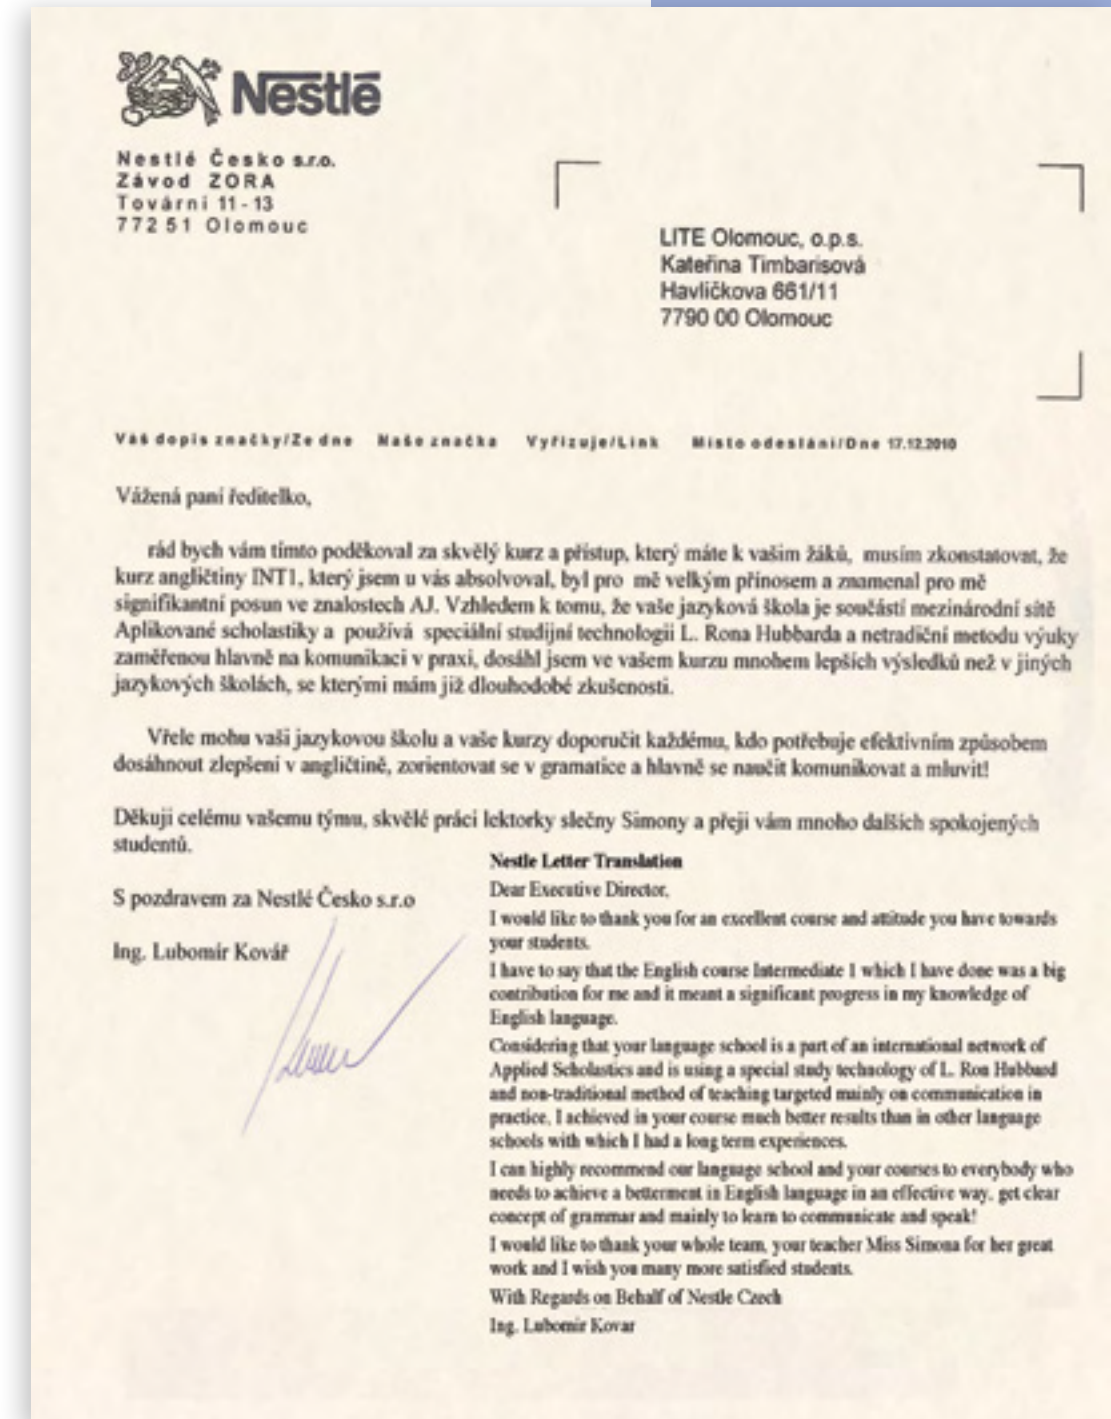 Nestlé
Nestlé Česko s.r.o.
Závod ZORA
Tovární 11-13
772 51 Olomouc
LITE Olomouc, o.p.s.
Kateřina Timbarisová
Havlíčkova 661/11
7790 00 Olomouc
Váš dopis značky/Ze dne Naše značka Vyřizuje/Link Místo odeslání/Dne 17.12.2010
Vážená paní ředitelko,
rád bych vám tímto poděkoval za skvělý kurz a přístup, který máte k vašim žáků, musím zkonstatovat, že
kurz angličtiny INT1, který jsem u vás absolvoval, byl pro mě velkým přínosem a znamenal pro mě
signifikantní posun ve znalostech AJ. Vzhledem k tomu, že vaše jazyková škola je součástí mezinárodní sítě
Aplikované scholastiky a používá speciální studijní technologii L. Rona Hubbarda a netradiční metodu výuky
zaměřenou hlavně na komunikaci v praxi, dosáhl jsem ve vašem kurzu mnohem lepších výsledků než v jiných
jazykových školách, se kterými mám již dlouhodobé zkušenosti.
Vřele mohu vaši jazykovou školu a vaše kurzy doporučit každému, kdo potřebuje efektivním způsobem
dosáhnout zlepšení v angličtině, zorientovat se v gramatice a hlavně se naučit komunikovat a mluvit!
Děkuji celému vašemu týmu, skvělé práci lektorky slečny Simony a přeji vám mnoho dalších spokojených
studentů.
S pozdravem za Nestlé Česko s.r.o
Ing. Lubomír Kovář
Nestle Letter Translation
Dear Executive Director,
I would like to thank you for an excellent course and attitude you have towards
your students.
I have to say that the English course Intermediate 1 which I have done was a big
contribution for me and it meant a significant progress in my knowledge of
English language.
Considering that your language school is a part of an international network of
Applied Scholastics and is using a special study technology of L. Ron Hubbard
and non-traditional method of teaching targeted mainly on communication in
practice, I achieved in your course much better results than in other language
schools with which I had a long term experiences.
I can highly recommend our language school and your courses to everybody who
needs to achieve a betterment in English language in an effective way, get clear
concept of grammar and mainly to learn to communicate and speak!
I would like to thank your whole team, your teacher Miss Simona for her great
work and I wish you many more satisfied students.
With Regards on Behalf of Nestle Czech
Ing. Lubomir Kovar